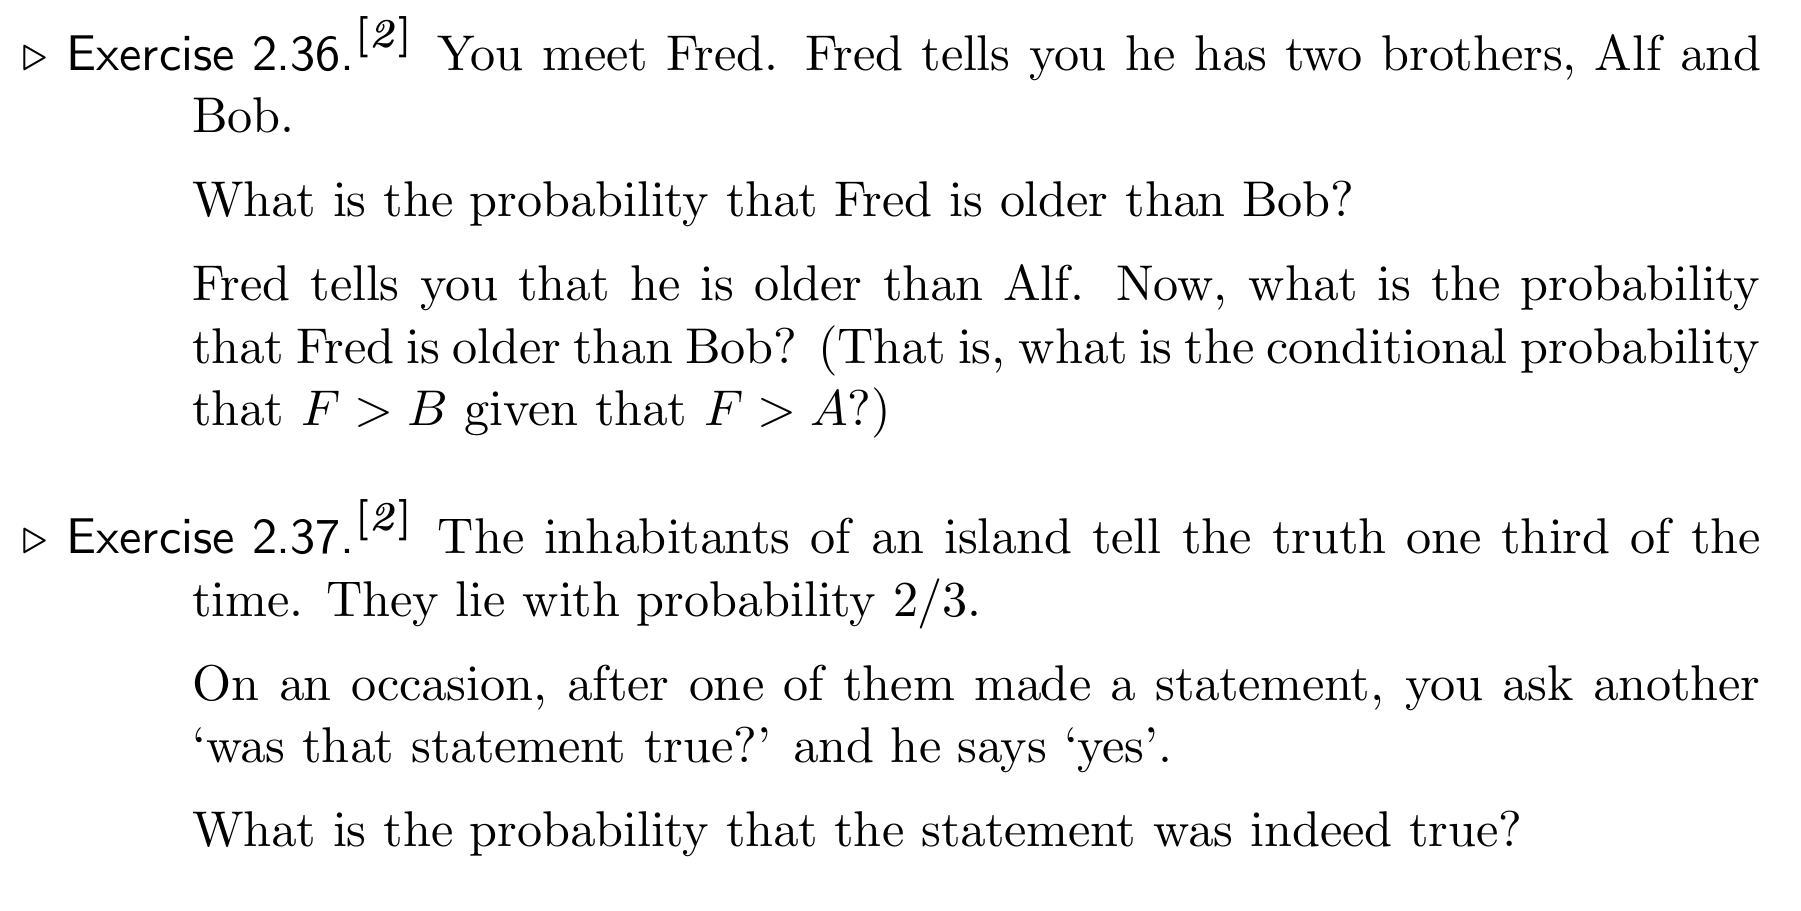 ▷ Exercise 2.36.[2] You meet Fred. Fred tells you he has two brothers, Alf and
Bob.
What is the probability that Fred is older than Bob?
Fred tells you that he is older than Alf. Now, what is the probability
that Fred is older than Bob? (That is, what is the conditional probability
that F > B given that F > A?)
▷ Exercise 2.37.[2] The inhabitants of an island tell the truth one third of the
time. They lie with probability 2/3.
On an occasion, after one of them made a statement, you ask another
‘was that statement true?’ and he says ‘yes’.
What is the probability that the statement was indeed true?